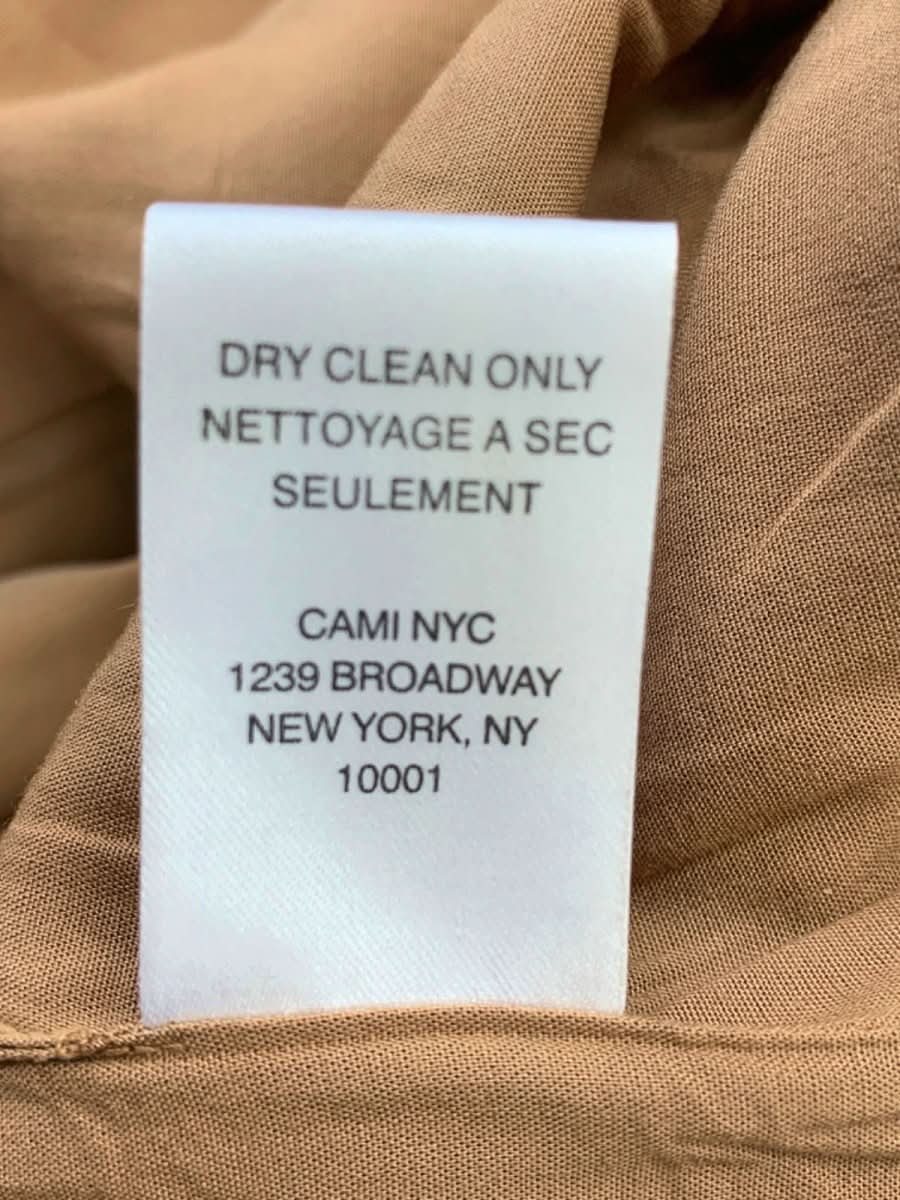 DRY CLEAN ONLY
NETTOYAGE A SEC
SEULEMENT
CAMI NYC
1239 BROADWAY
NEW YORK, NY
10001